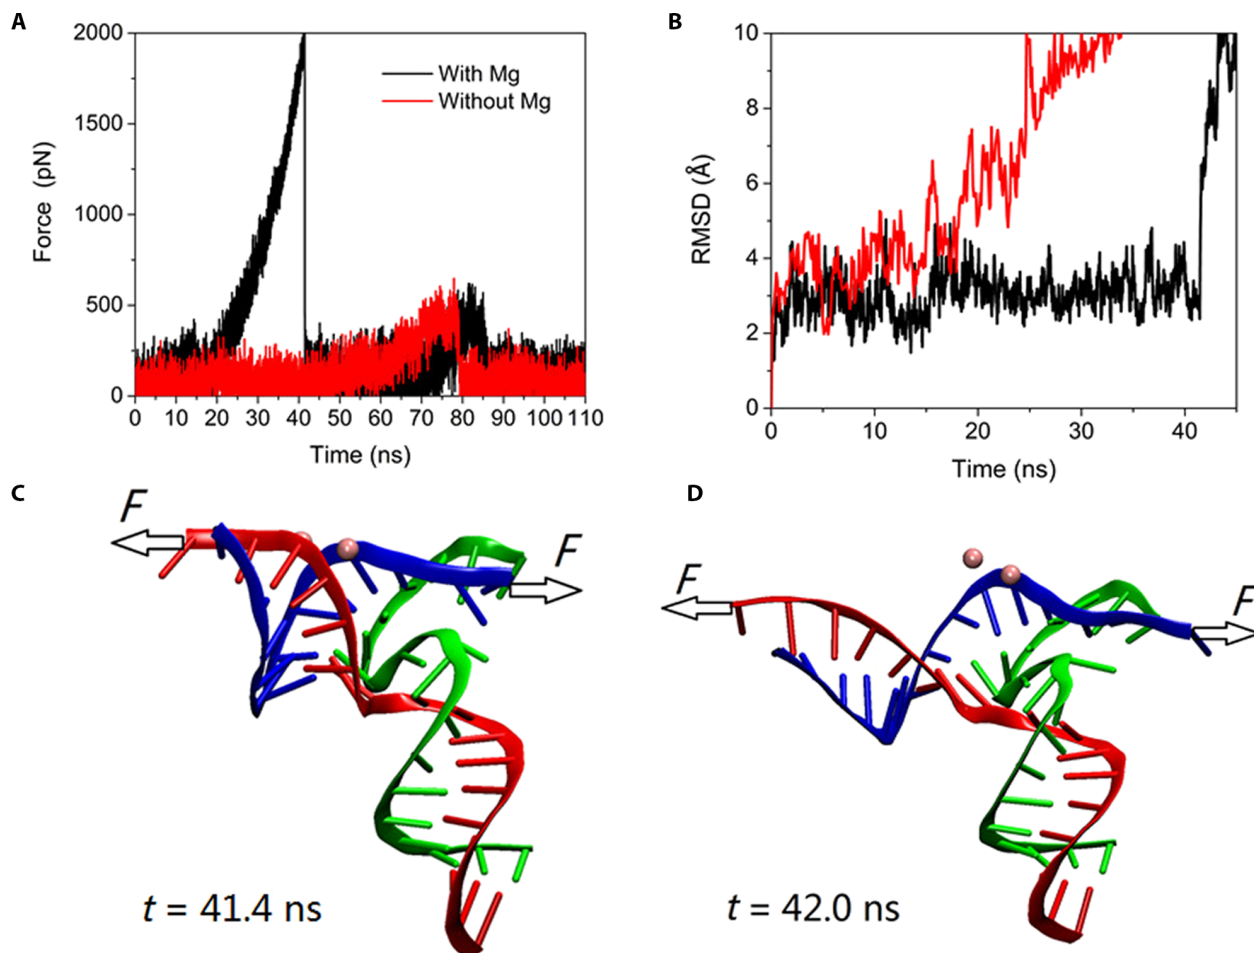 A
2000
1500
1000
500
0
Force (pN)
With Mg
Without Mg
0 10 20 30 40 50 60 70 80 90 100 110
Time (ns)
B
10
8
6
4
2
0
RMSD (Å)
0 10 20 30 40
Time (ns)
C
F
F
t = 41.4 ns
D
F
F
t = 42.0 ns